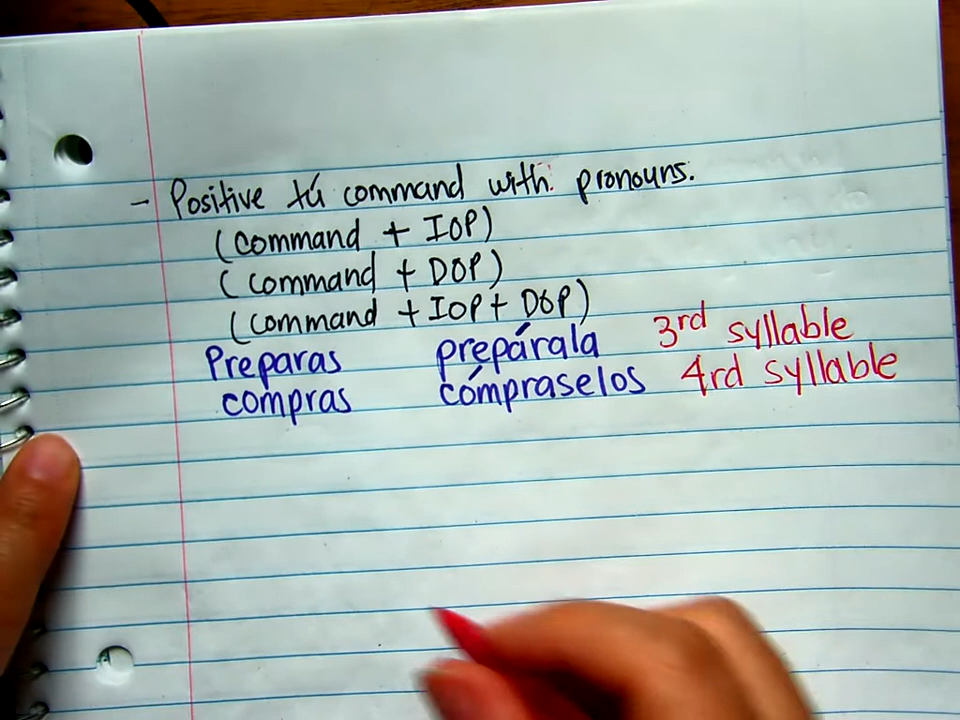 - Positive tú command with pronouns.
(command + IOP)
(command + DOP)
(command + IOP + DOP)
Preparas prepárala 3rd syllable
compras cómpraselos 4rd syllable